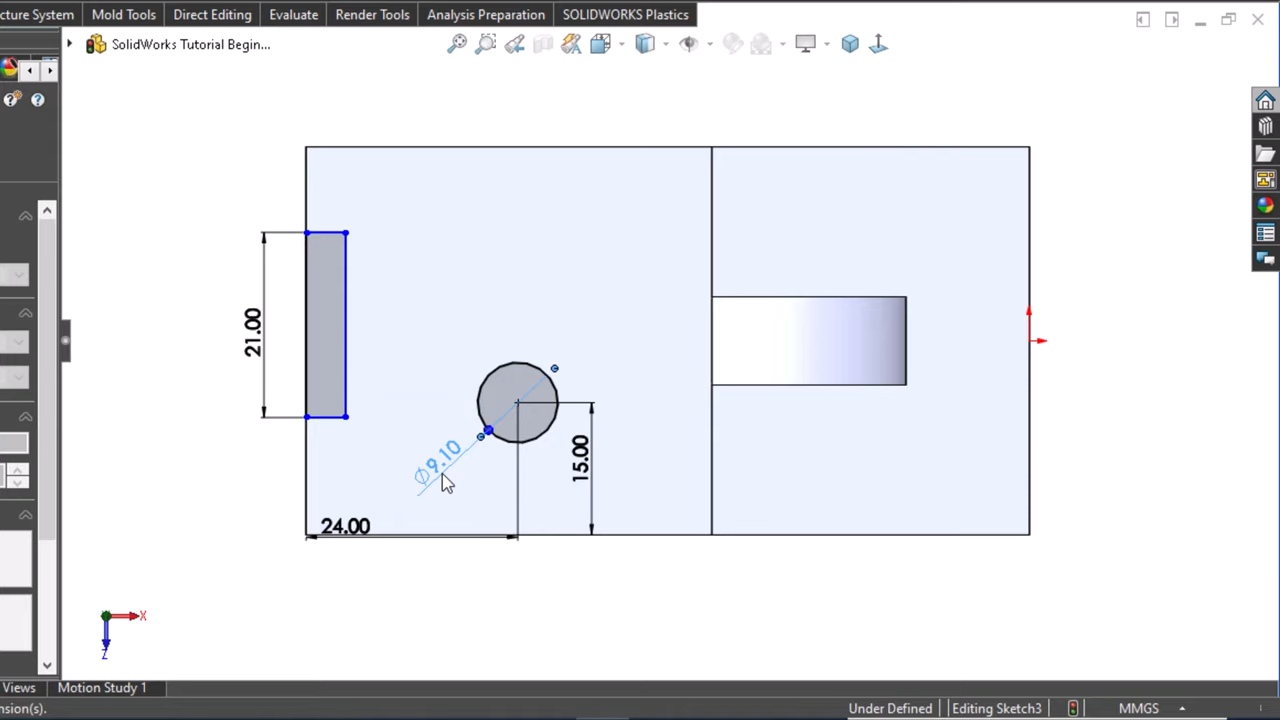 cture System Mold Tools Direct Editing Evaluate Render Tools Analysis Preparation SOLIDWORKS Plastics
SolidWorks Tutorial Begin...
21.00
Ø9.10
15.00
24.00
X
Z
Views Motion Study 1
nsion(s). Under Defined Editing Sketch3 MMGS